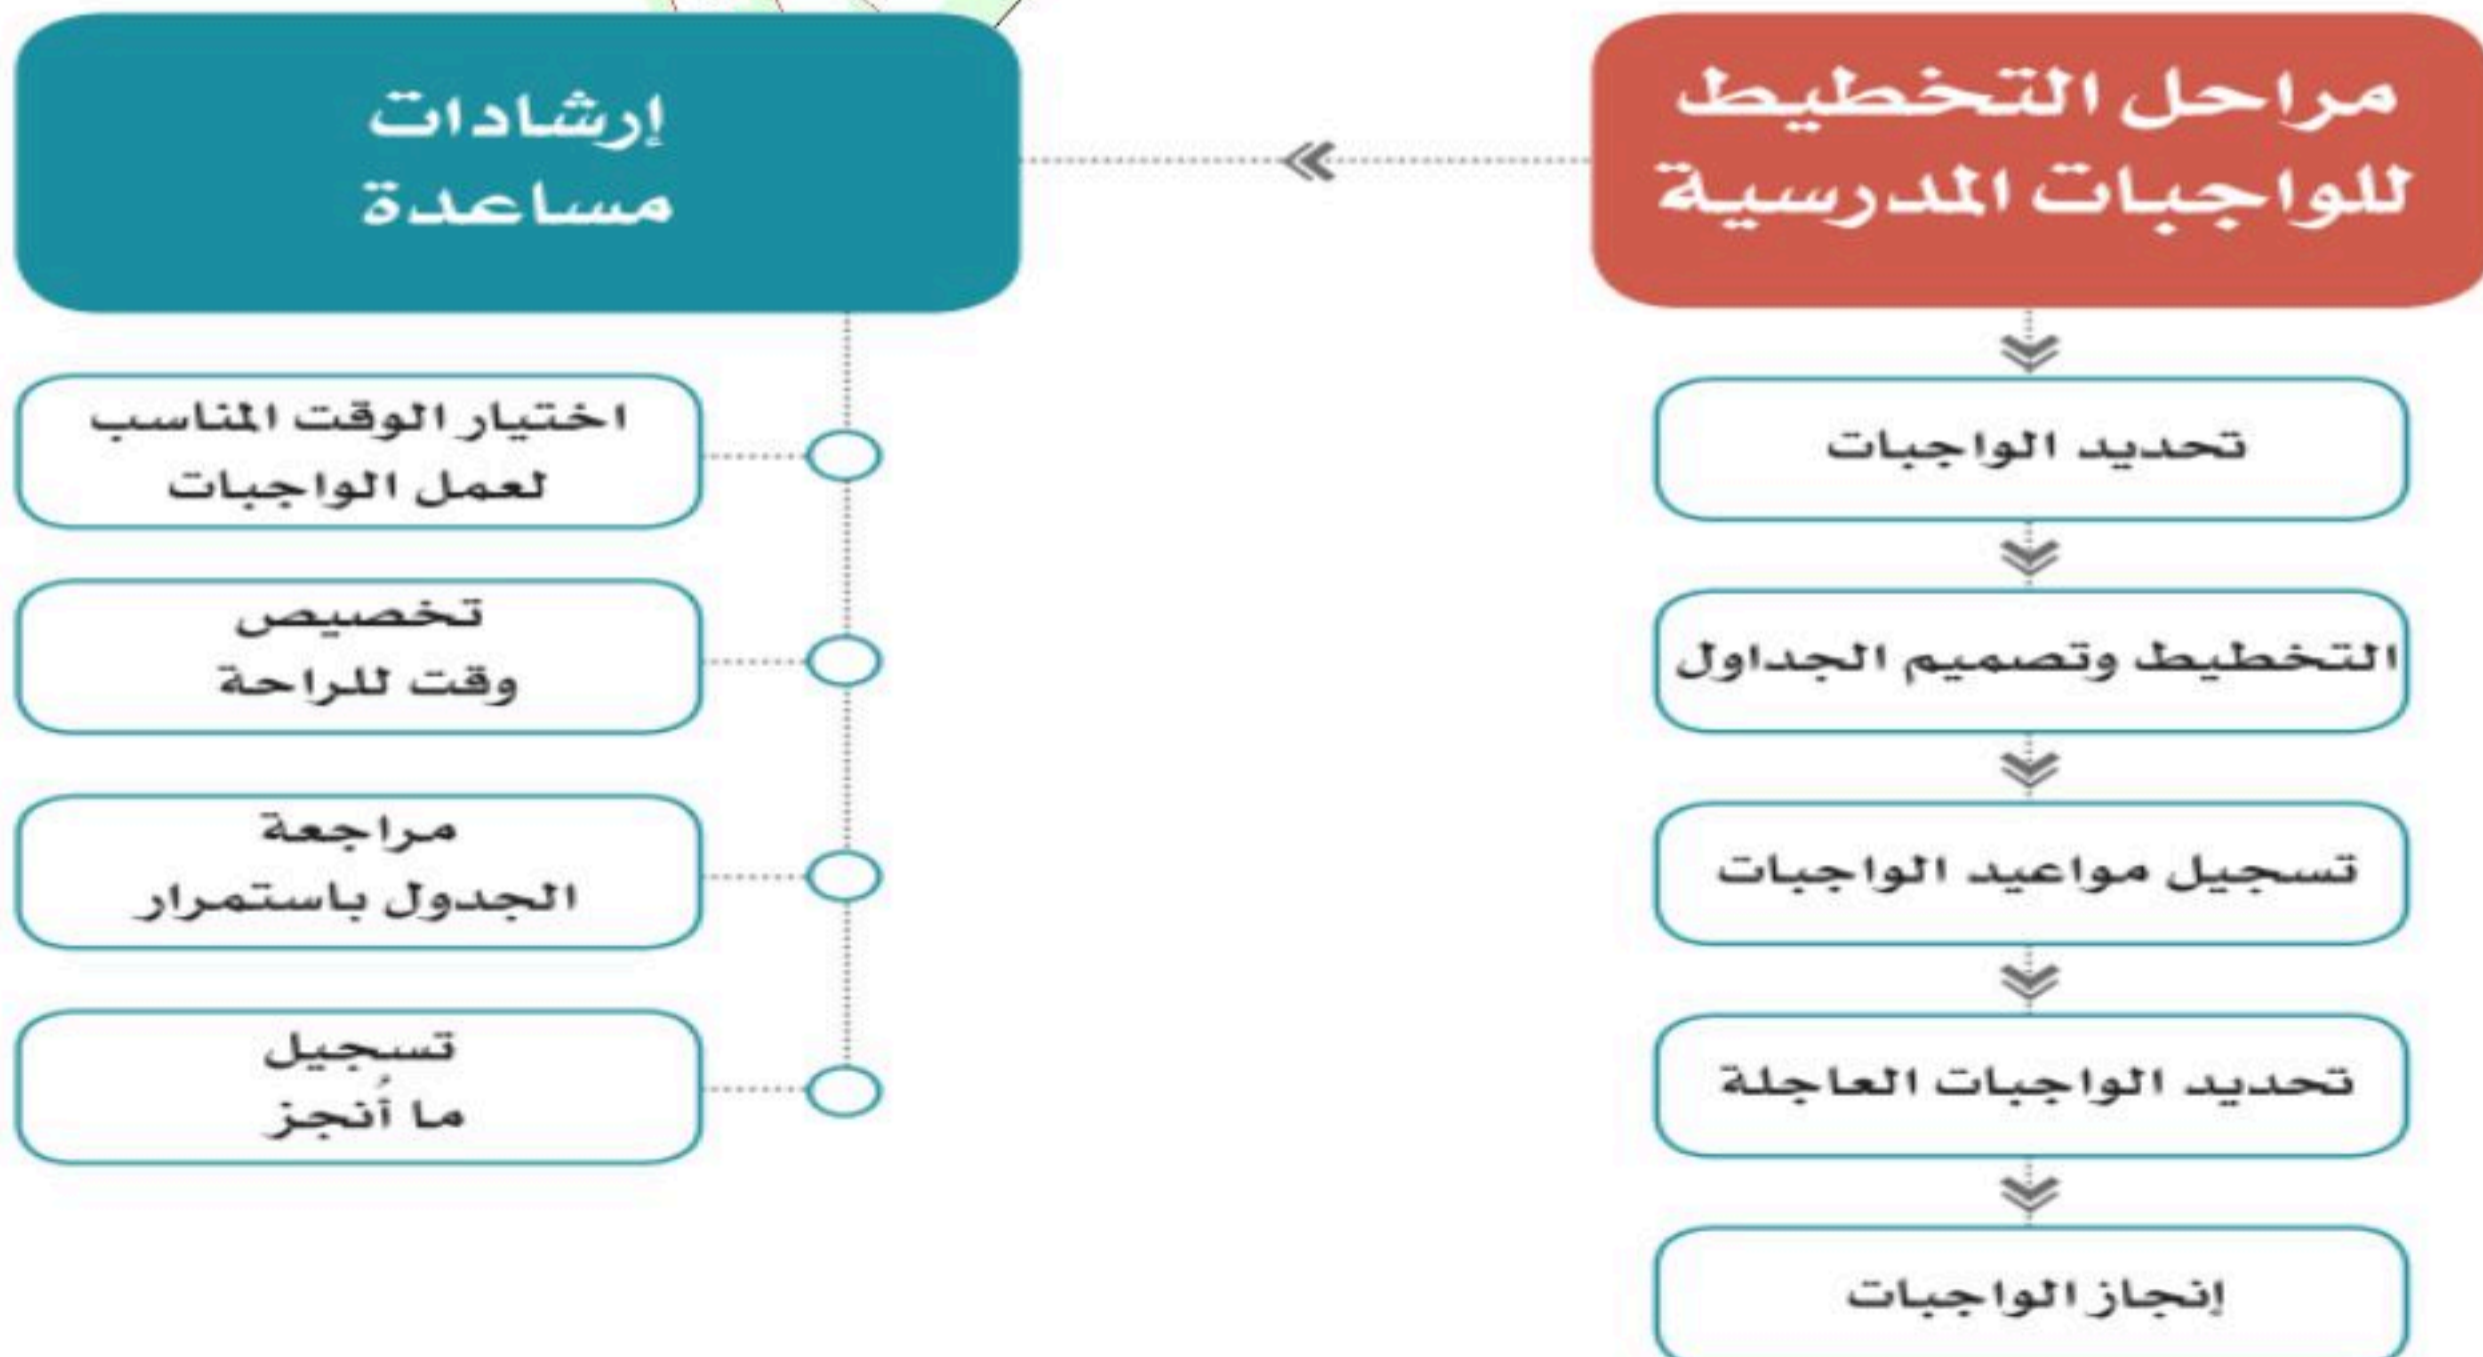 مراحل التخطيط
للواجبات المدرسية
تحديد الواجبات
التخطيط وتصميم الجداول
تسجيل مواعيد الواجبات
تحديد الواجبات العاجلة
إنجاز الواجبات
إرشادات
مساعدة
اختيار الوقت المناسب
لعمل الواجبات
تخصيص
وقت للراحة
مراجعة
الجدول باستمرار
تسجيل
ما أُنجز